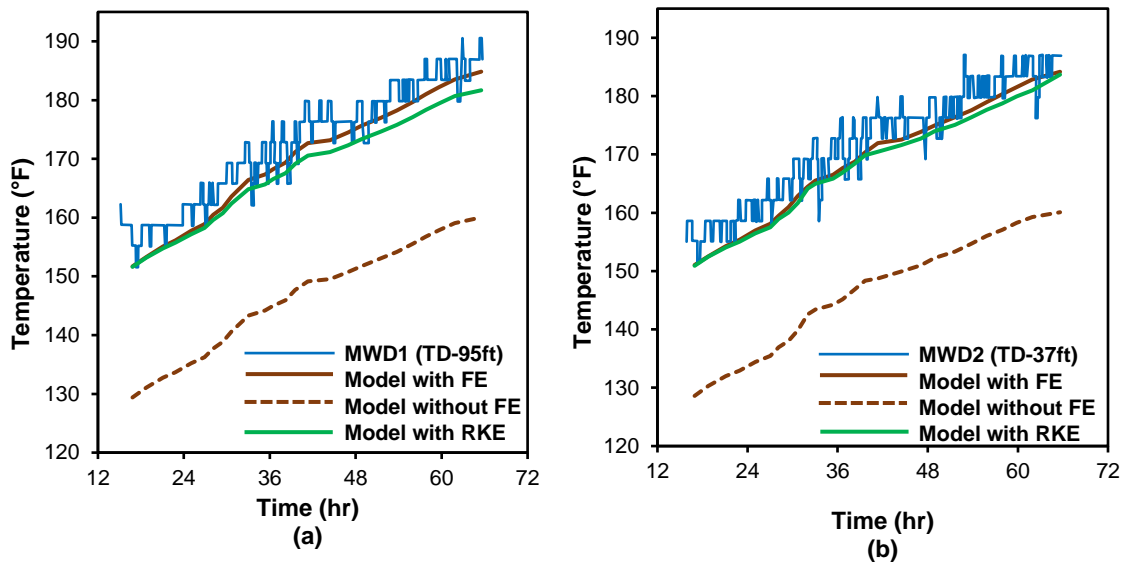 190
180
170
160
150
140
130
120
Temperature (°F)
MWD1 (TD-95ft)
Model with FE
Model without FE
Model with RKE
12 24 36 48 60 72
Time (hr)
(a)
190
180
170
160
150
140
130
120
Temperature (°F)
MWD2 (TD-37ft)
Model with FE
Model without FE
Model with RKE
12 24 36 48 60 72
Time (hr)
(b)